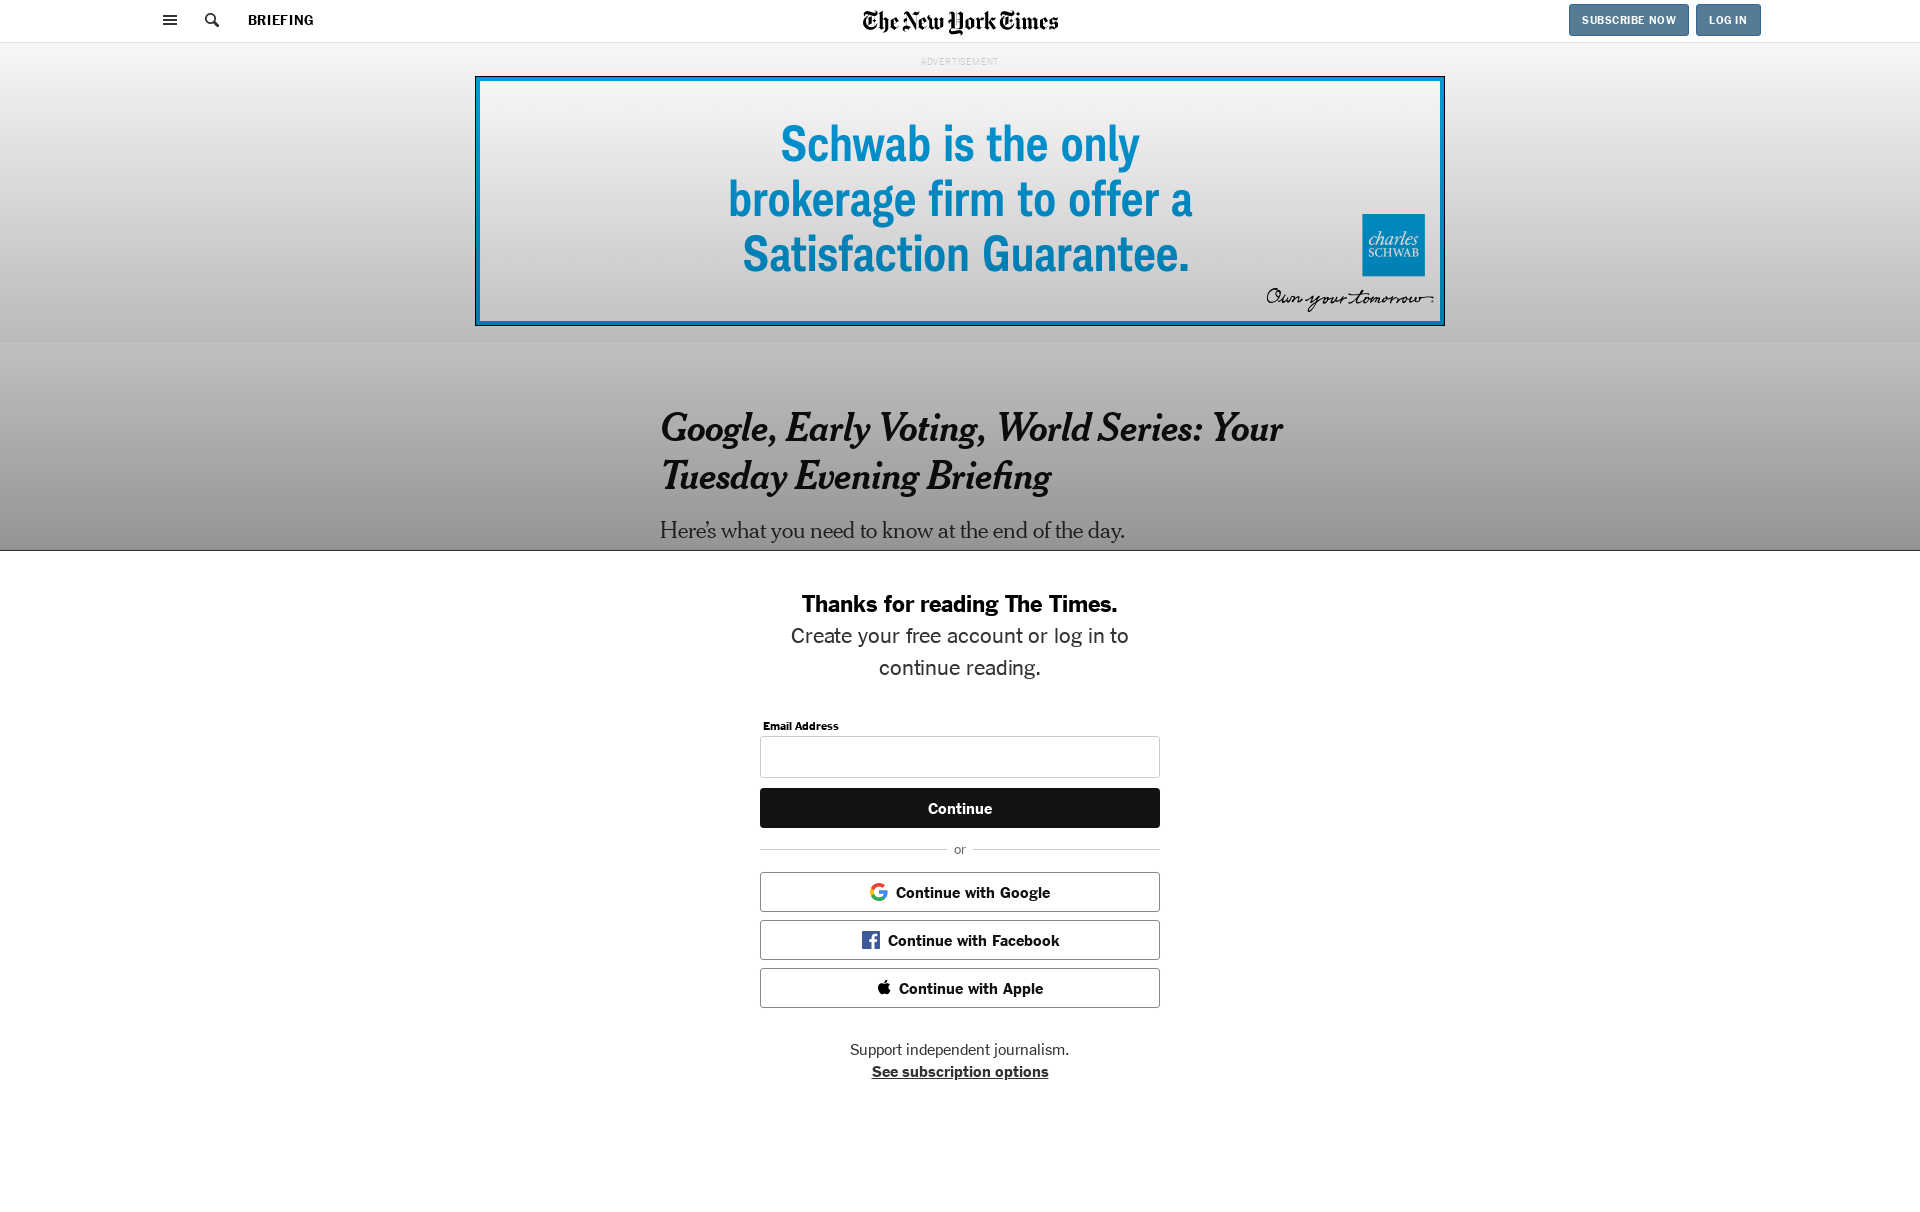 BRIEFING
The New York Times
SUBSCRIBE NOW
LOG IN
ADVERTISEMENT
Schwab is the only
brokerage firm to offer a
Satisfaction Guarantee.
charles
SCHWAB
Own your tomorrow
Google, Early Voting, World Series: Your
Tuesday Evening Briefing
Here’s what you need to know at the end of the day.
Thanks for reading The Times.
Create your free account or log in to
continue reading.
Email Address
Continue
or
Continue with Google
Continue with Facebook
Continue with Apple
Support independent journalism.
See subscription options